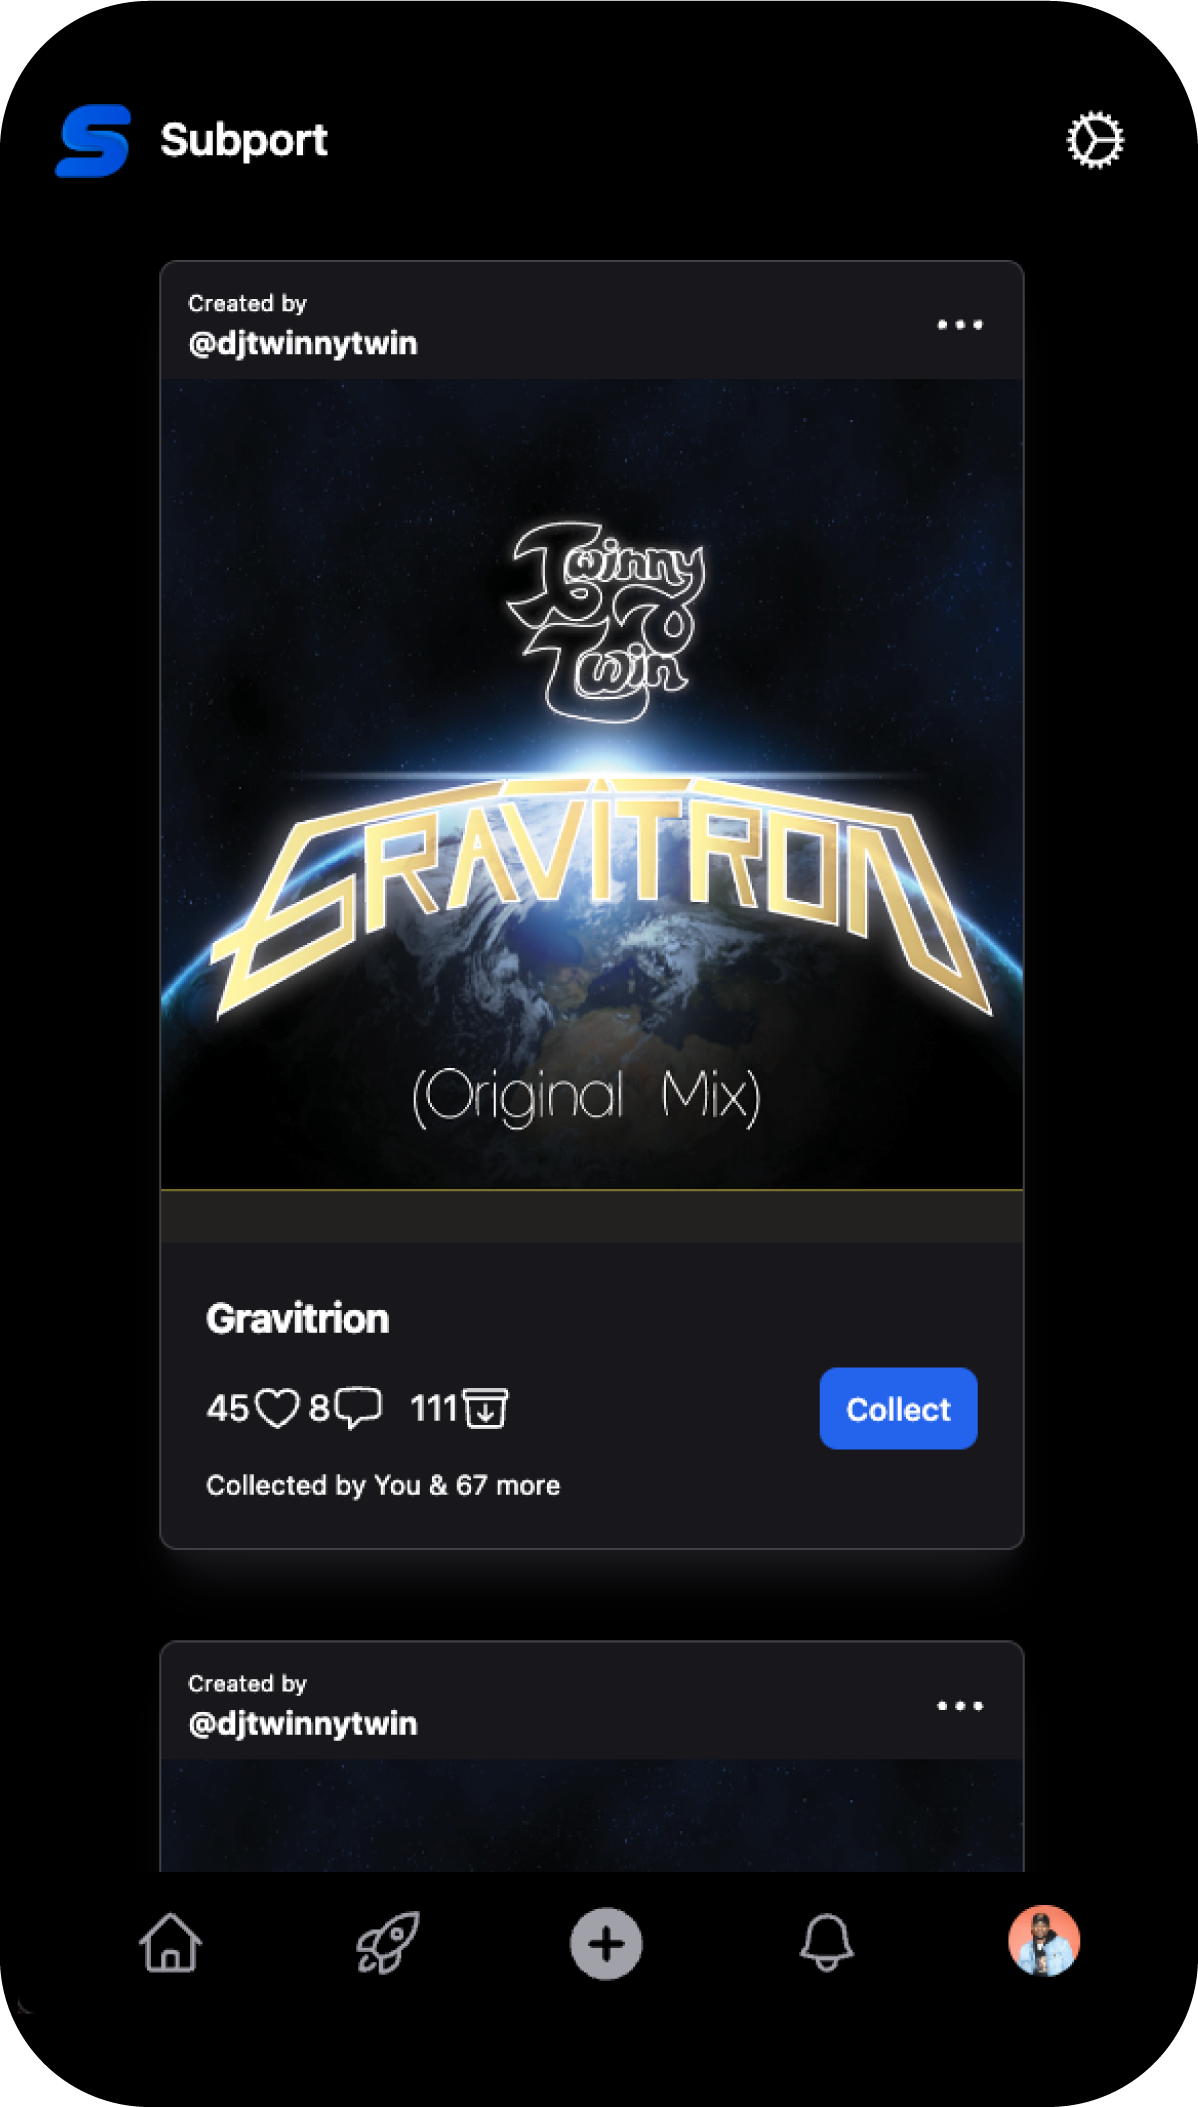 Subport
Created by
@djtwinnytwin
Twinny
Twin
GRAVITRON
(Original Mix)
Gravitrion
45 8 111
Collect
Collected by You & 67 more
Created by
@djtwinnytwin